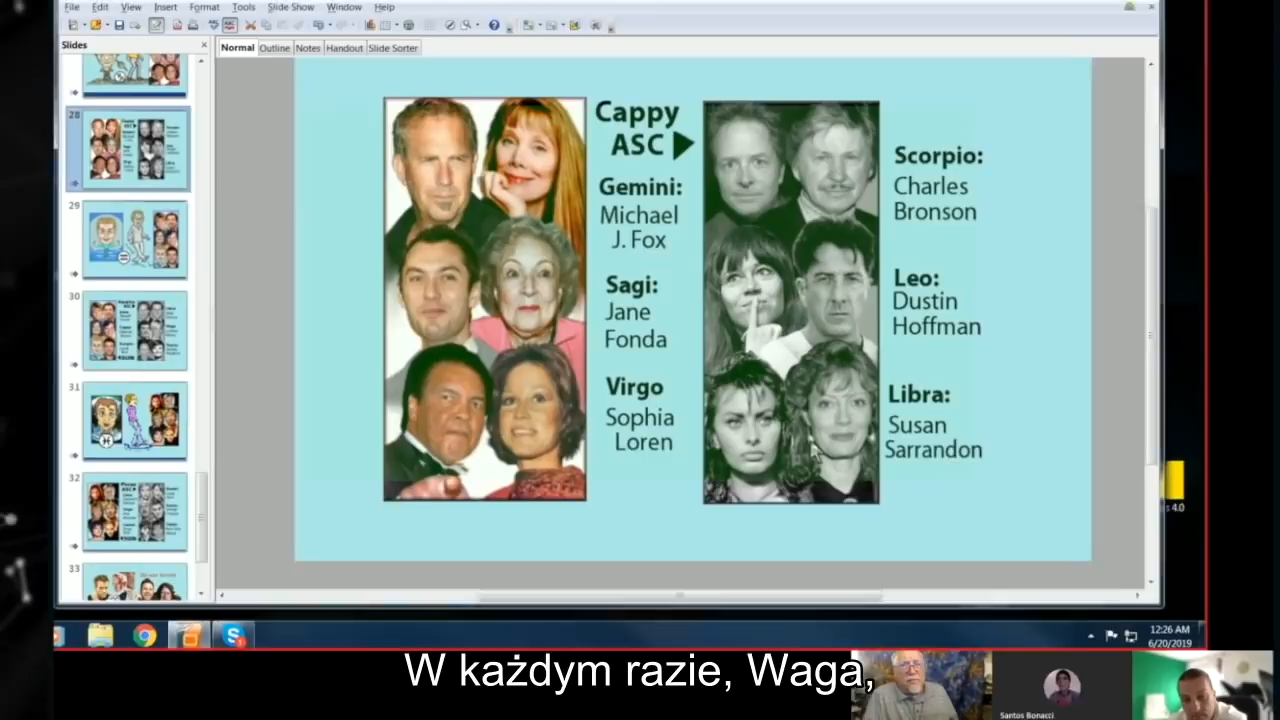 File Edit View Insert Format Tools Slide Show Window Help
Slides
Normal Outline Notes Handout Slide Sorter
28
29
30
31
32
33
Cappy
ASC
Gemini:
Michael
J. Fox
Sagi:
Jane
Fonda
Virgo
Sophia
Loren
Scorpio:
Charles
Bronson
Leo:
Dustin
Hoffman
Libra:
Susan
Sarrandon
s 4.0
12:26 AM
6/20/2019
W każdym razie, Waga,
Santos Bonacci